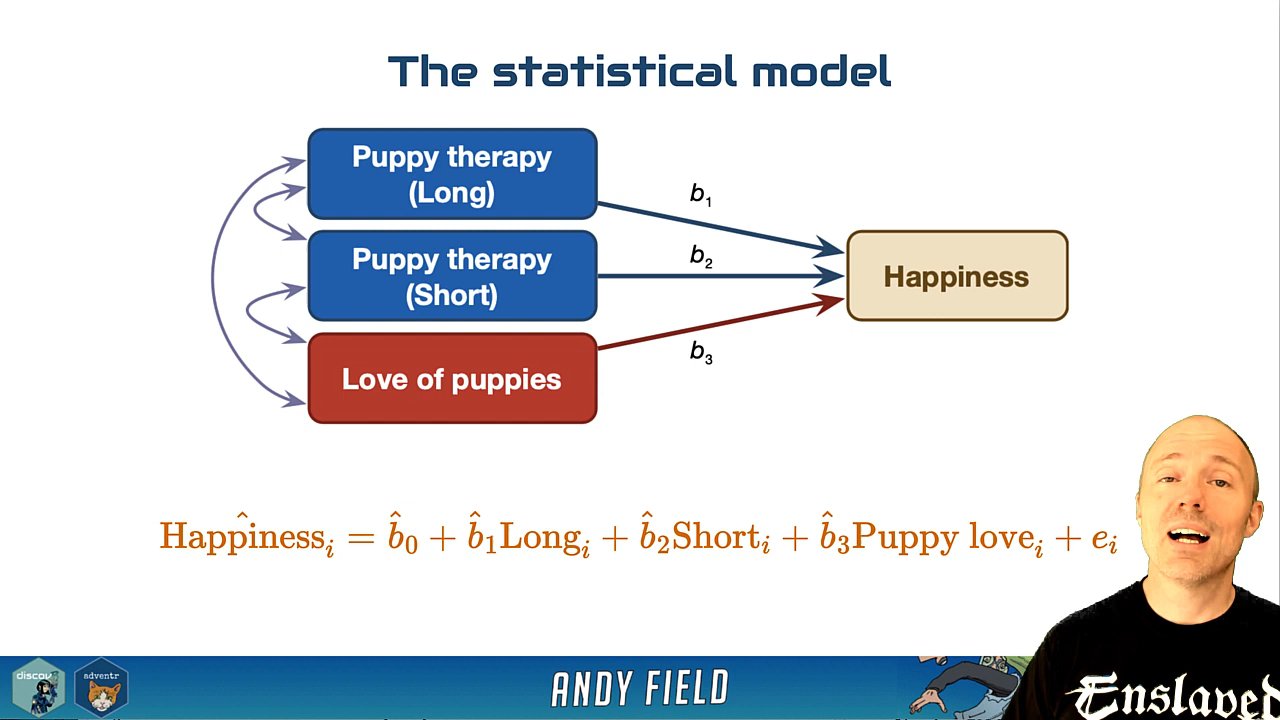 The statistical model
Puppy therapy
(Long)
b₁
Puppy therapy
(Short)
b₂
Happiness
Love of puppies
b₃
Happinesŝᵢ = b̂₀ + b̂₁Longᵢ + b̂₂Shortᵢ + b̂₃Puppy loveᵢ + eᵢ
discov
adventr
ANDY FIELD
Enslaved